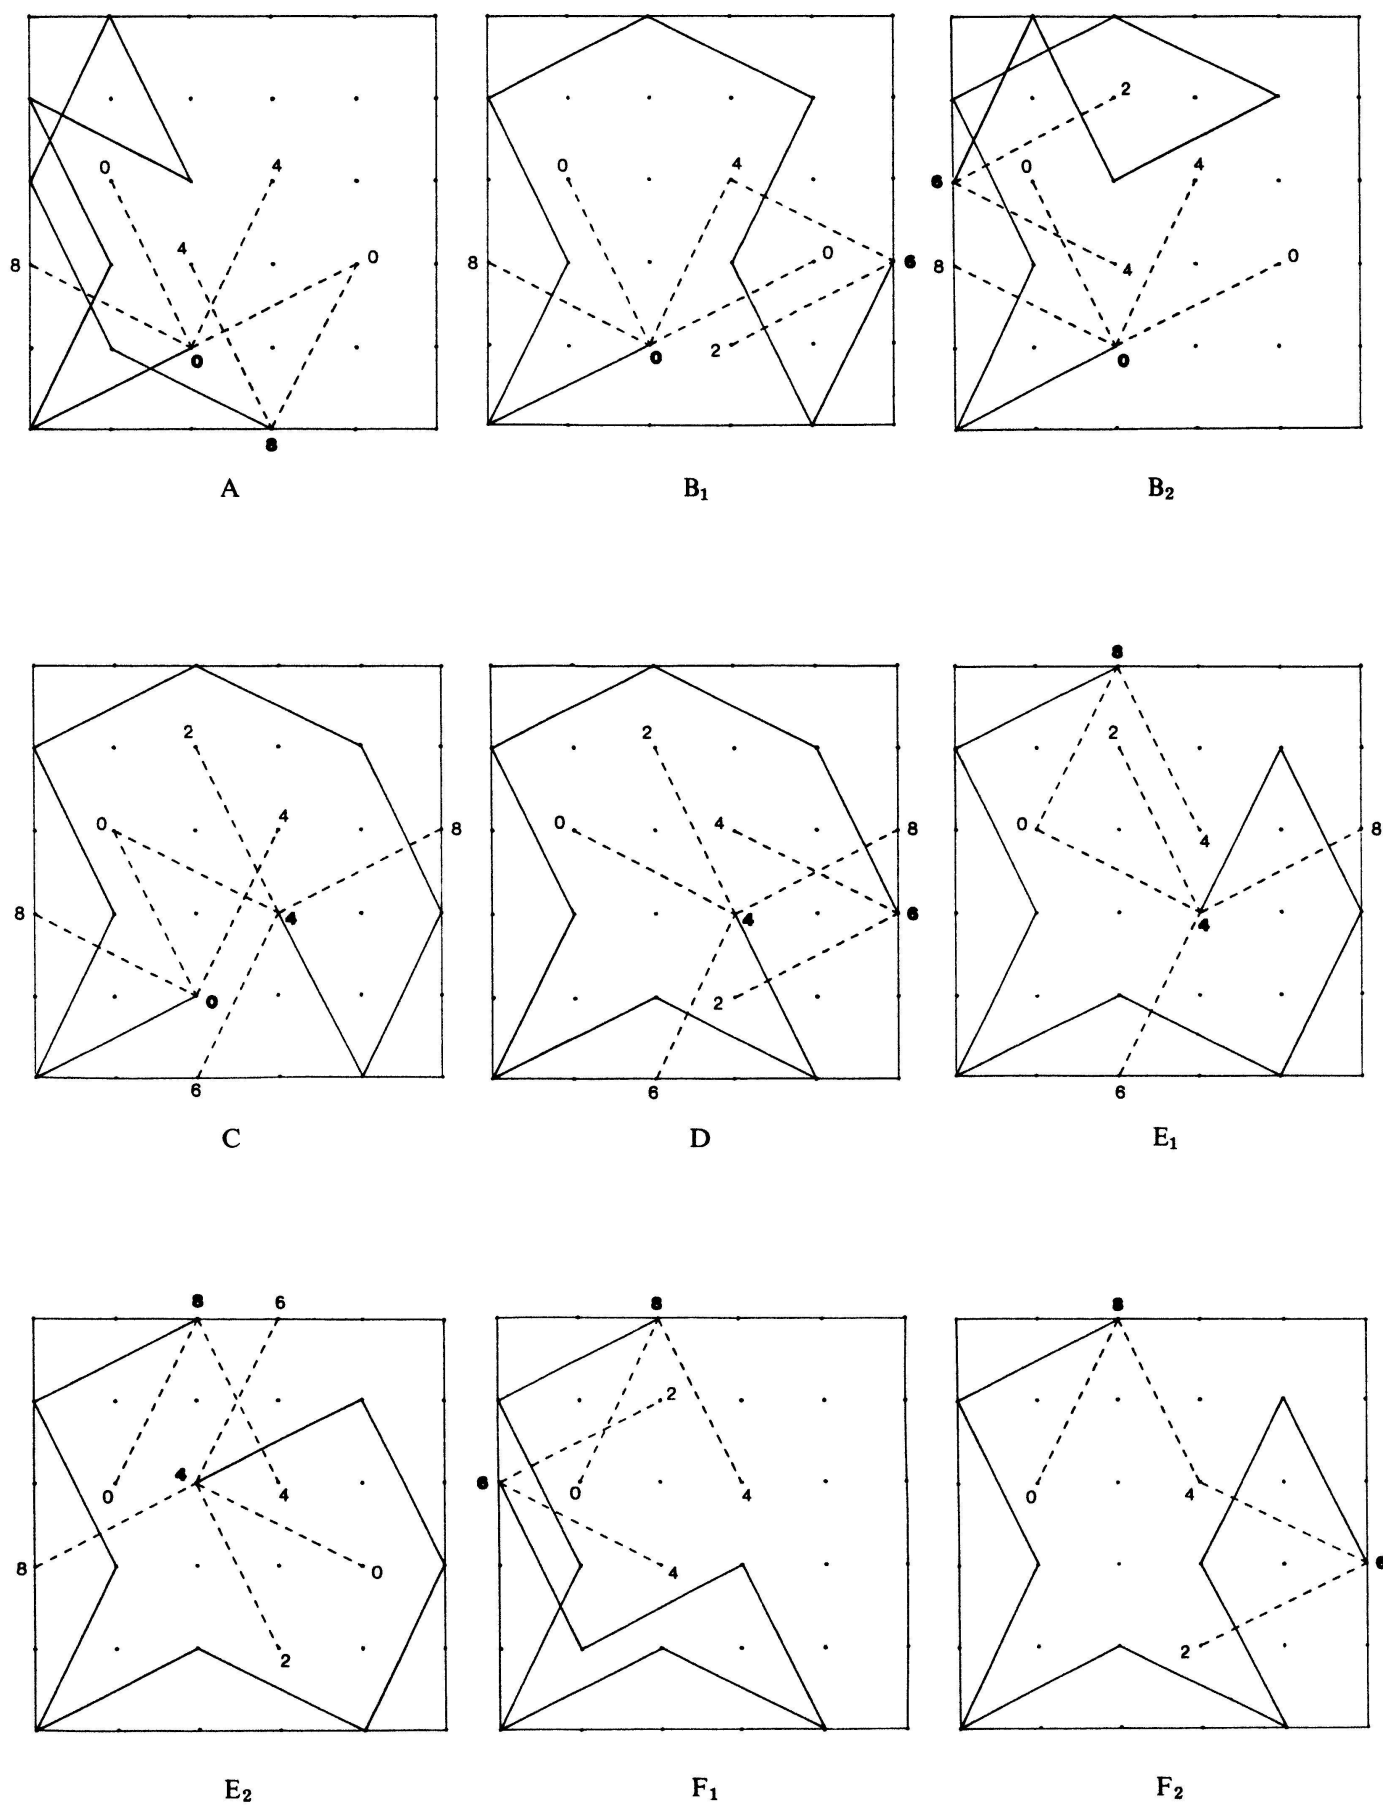 0 4 4 0 8 0 8
A
0 4 0 8 6 2 0
B₁
2 0 4 6 8 4 0 0
B₂
2 0 4 8 8 4 0 6
C
2 0 4 8 4 6 2 6
D
8 2 0 4 8 4 6
E₁
8 6 4 0 4 8 0 2
E₂
8 2 6 0 4 4
F₁
8 0 4 6 2
F₂